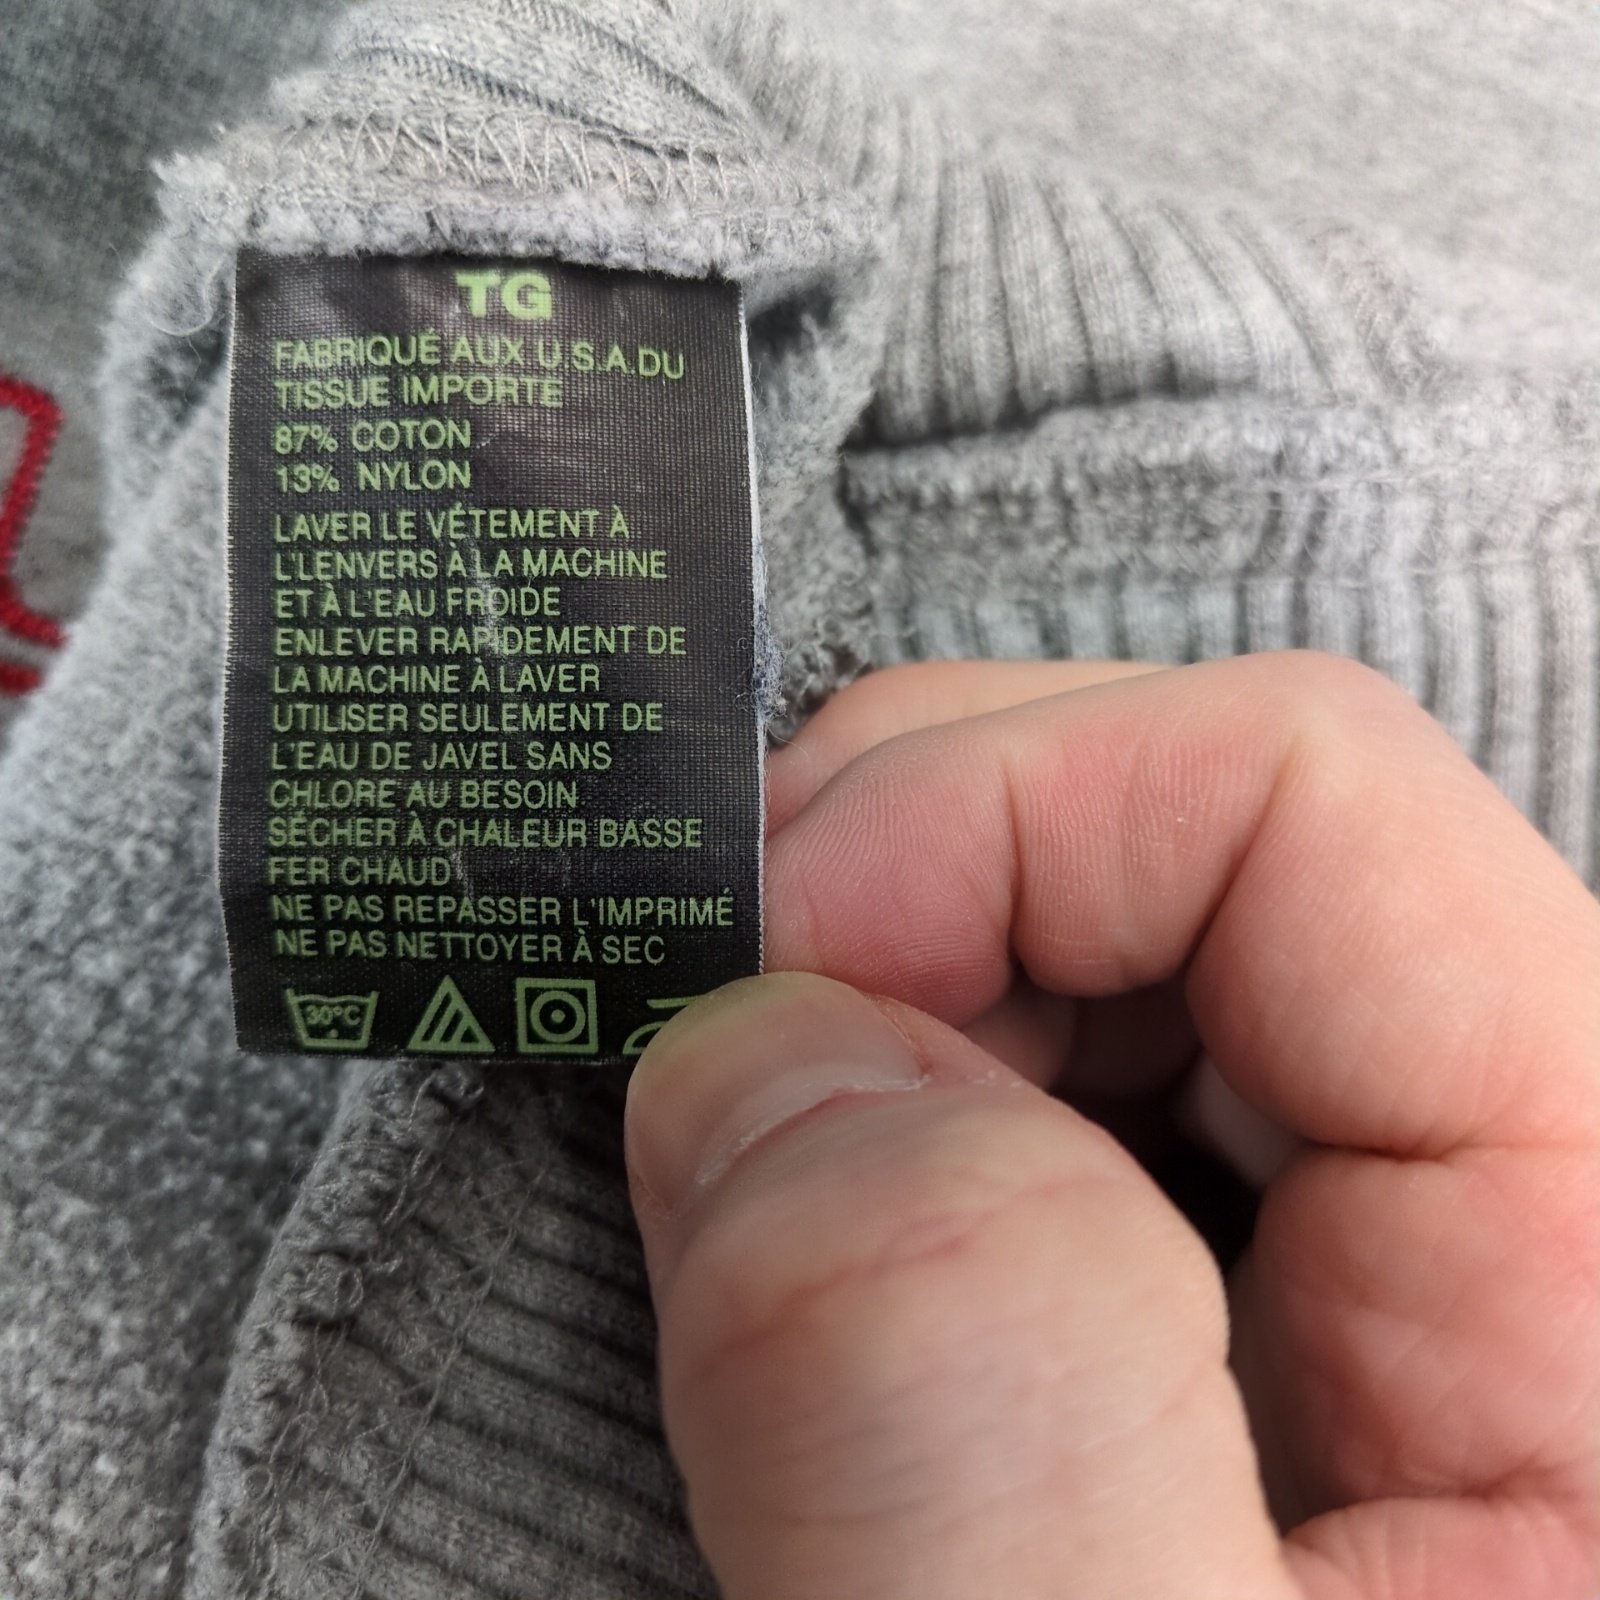 TG
FABRIQUÉ AUX U.S.A.DU
TISSUE IMPORTE
87% COTON
13% NYLON
LAVER LE VÉTEMENT À
L'LENVERS À LA MACHINE
ET À L'EAU FROIDE
ENLEVER RAPIDEMENT DE
LA MACHINE À LAVER
UTILISER SEULEMENT DE
L'EAU DE JAVEL SANS
CHLORE AU BESOIN
SÉCHER À CHALEUR BASSE
FER CHAUD
NE PAS REPASSER L'IMPRIMÉ
NE PAS NETTOYER À SEC
30°C